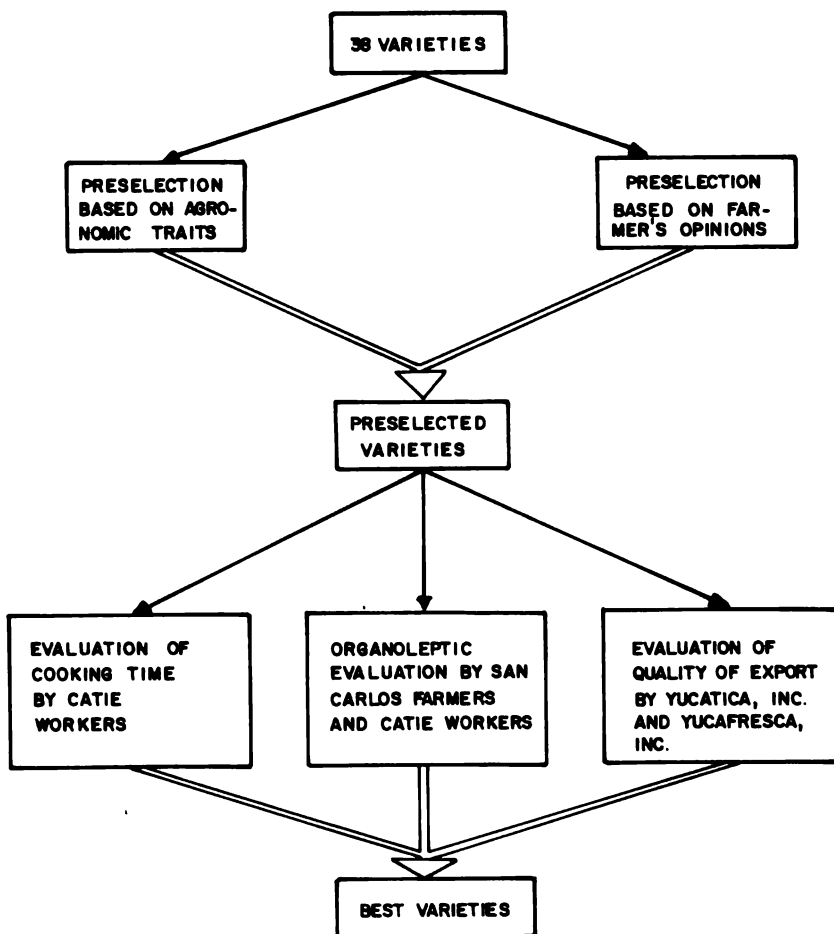 38 VARIETIES
PRESELECTION
BASED ON AGRO-
NOMIC TRAITS
PRESELECTION
BASED ON FAR-
MER'S OPINIONS
PRESELECTED
VARIETIES
EVALUATION OF
COOKING TIME
BY CATIE
WORKERS
ORGANOLEPTIC
EVALUATION BY SAN
CARLOS FARMERS
AND CATIE WORKERS
EVALUATION OF
QUALITY OF EXPORT
BY YUCATICA, INC.
AND YUCAFRESCA,
INC.
BEST VARIETIES